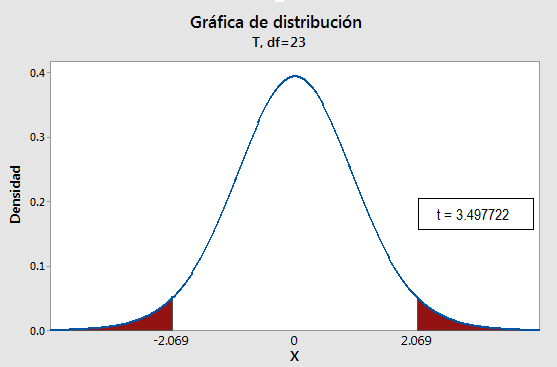 Gráfica de distribución
T, df=23
0.4
0.3
0.2
0.1
0.0
Densidad
t = 3.497722
-2.069 0 2.069
X